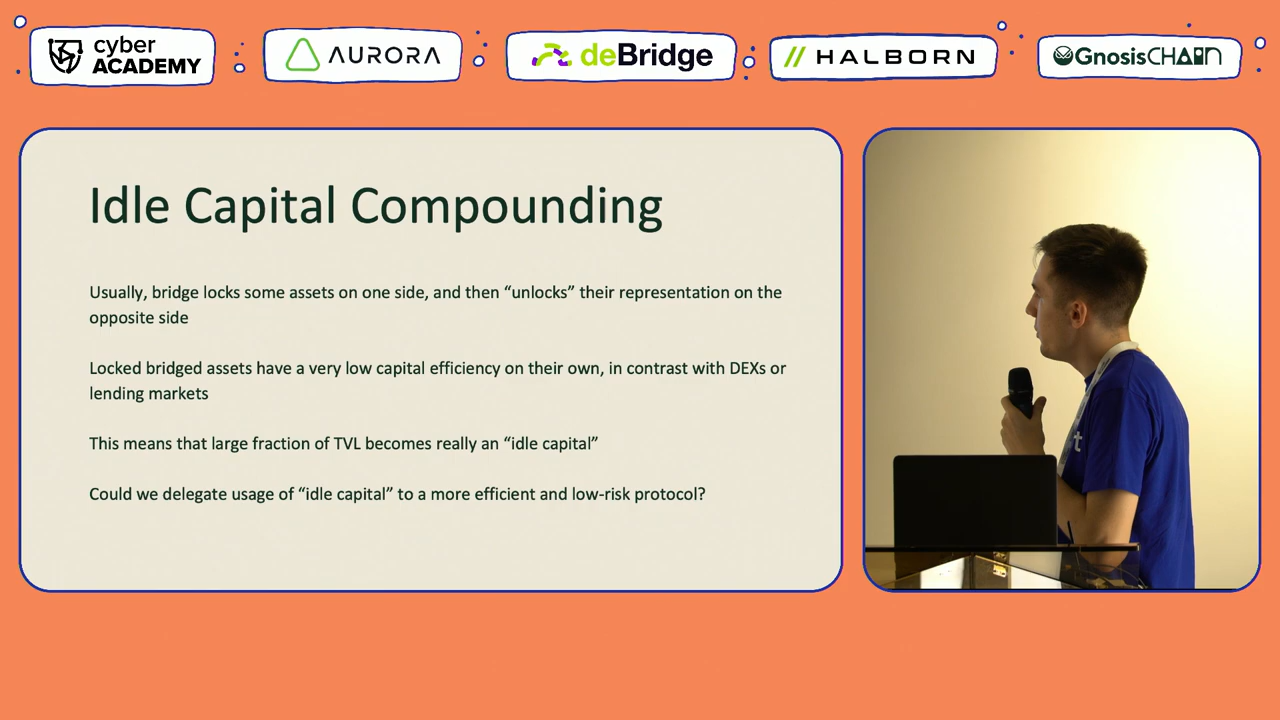 cyber
ACADEMY
AURORA
deBridge
HALBORN
GnosisCHAIN
Idle Capital Compounding
Usually, bridge locks some assets on one side, and then “unlocks” their representation on the
opposite side
Locked bridged assets have a very low capital efficiency on their own, in contrast with DEXs or
lending markets
This means that large fraction of TVL becomes really an “idle capital”
Could we delegate usage of “idle capital” to a more efficient and low-risk protocol?
t